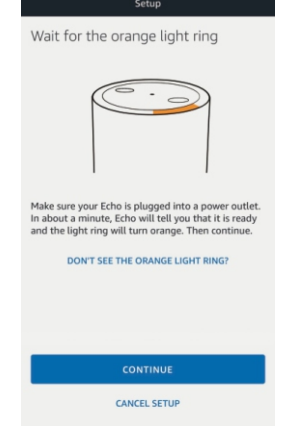 Setup
Wait for the orange light ring
Make sure your Echo is plugged into a power outlet.
In about a minute, Echo will tell you that it is ready
and the light ring will turn orange. Then continue.
DON'T SEE THE ORANGE LIGHT RING?
CONTINUE
CANCEL SETUP